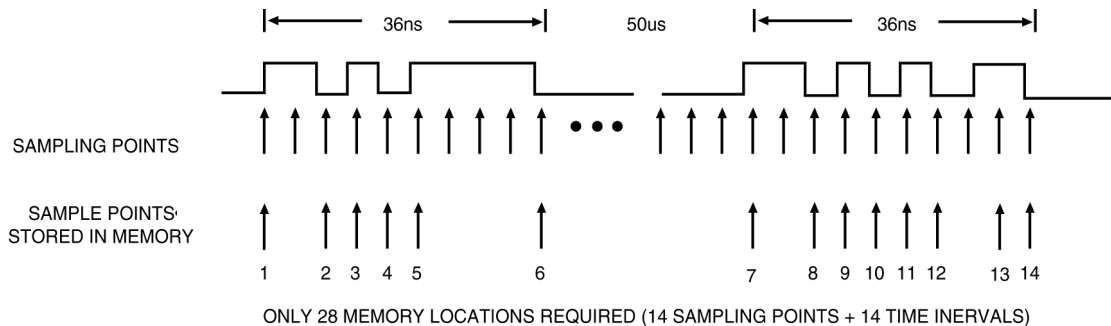 36ns 50us 36ns
SAMPLING POINTS
SAMPLE POINTS
STORED IN MEMORY
1 2 3 4 5 6 7 8 9 10 11 12 13 14
ONLY 28 MEMORY LOCATIONS REQUIRED (14 SAMPLING POINTS + 14 TIME INERVALS)